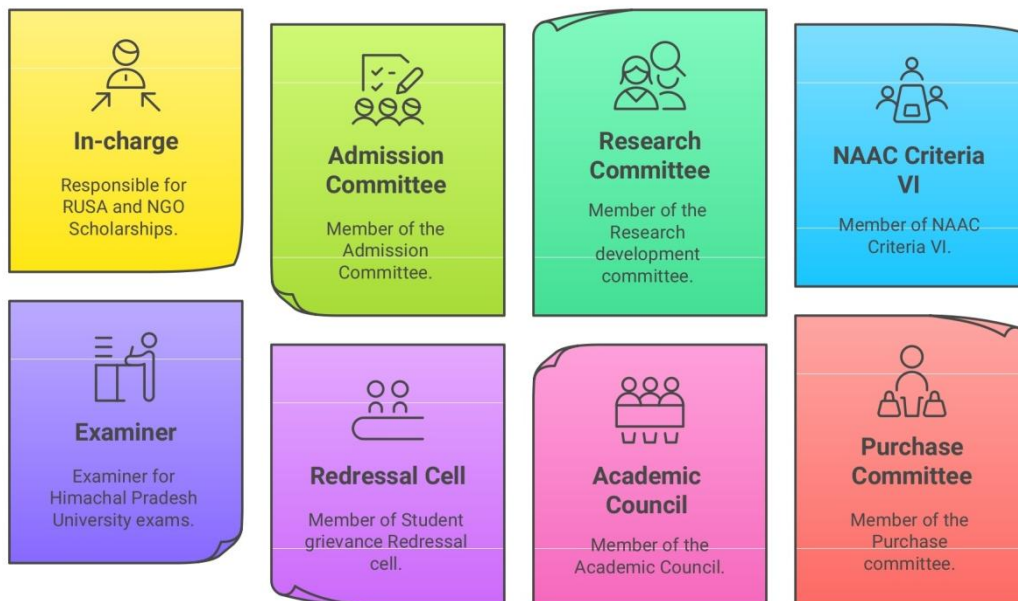 In-charge
Responsible for
RUSA and NGO
Scholarships.
Admission
Committee
Member of the
Admission
Committee.
Research
Committee
Member of the
Research
development
committee.
NAAC Criteria
VI
Member of NAAC
Criteria VI.
Examiner
Examiner for
Himachal Pradesh
University exams.
Redressal Cell
Member of Student
grievance Redressal
cell.
Academic
Council
Member of the
Academic Council.
Purchase
Committee
Member of the
Purchase
committee.